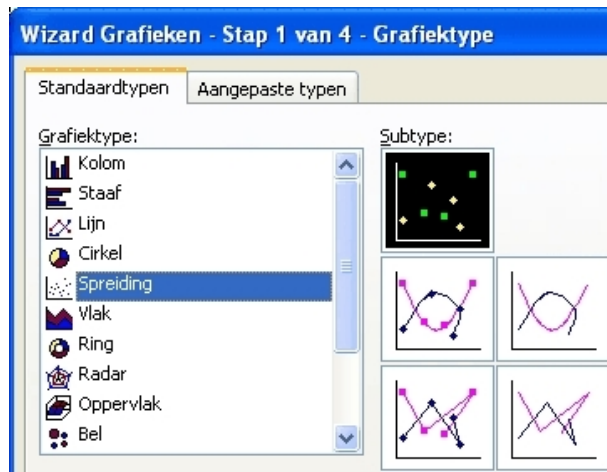 Wizard Grafieken - Stap 1 van 4 - Grafiektype
Standaardtypen
Aangepaste typen
Grafiektype:
Kolom
Staaf
Lijn
Cirkel
Spreiding
Vlak
Ring
Radar
Oppervlak
Bel
Subtype: